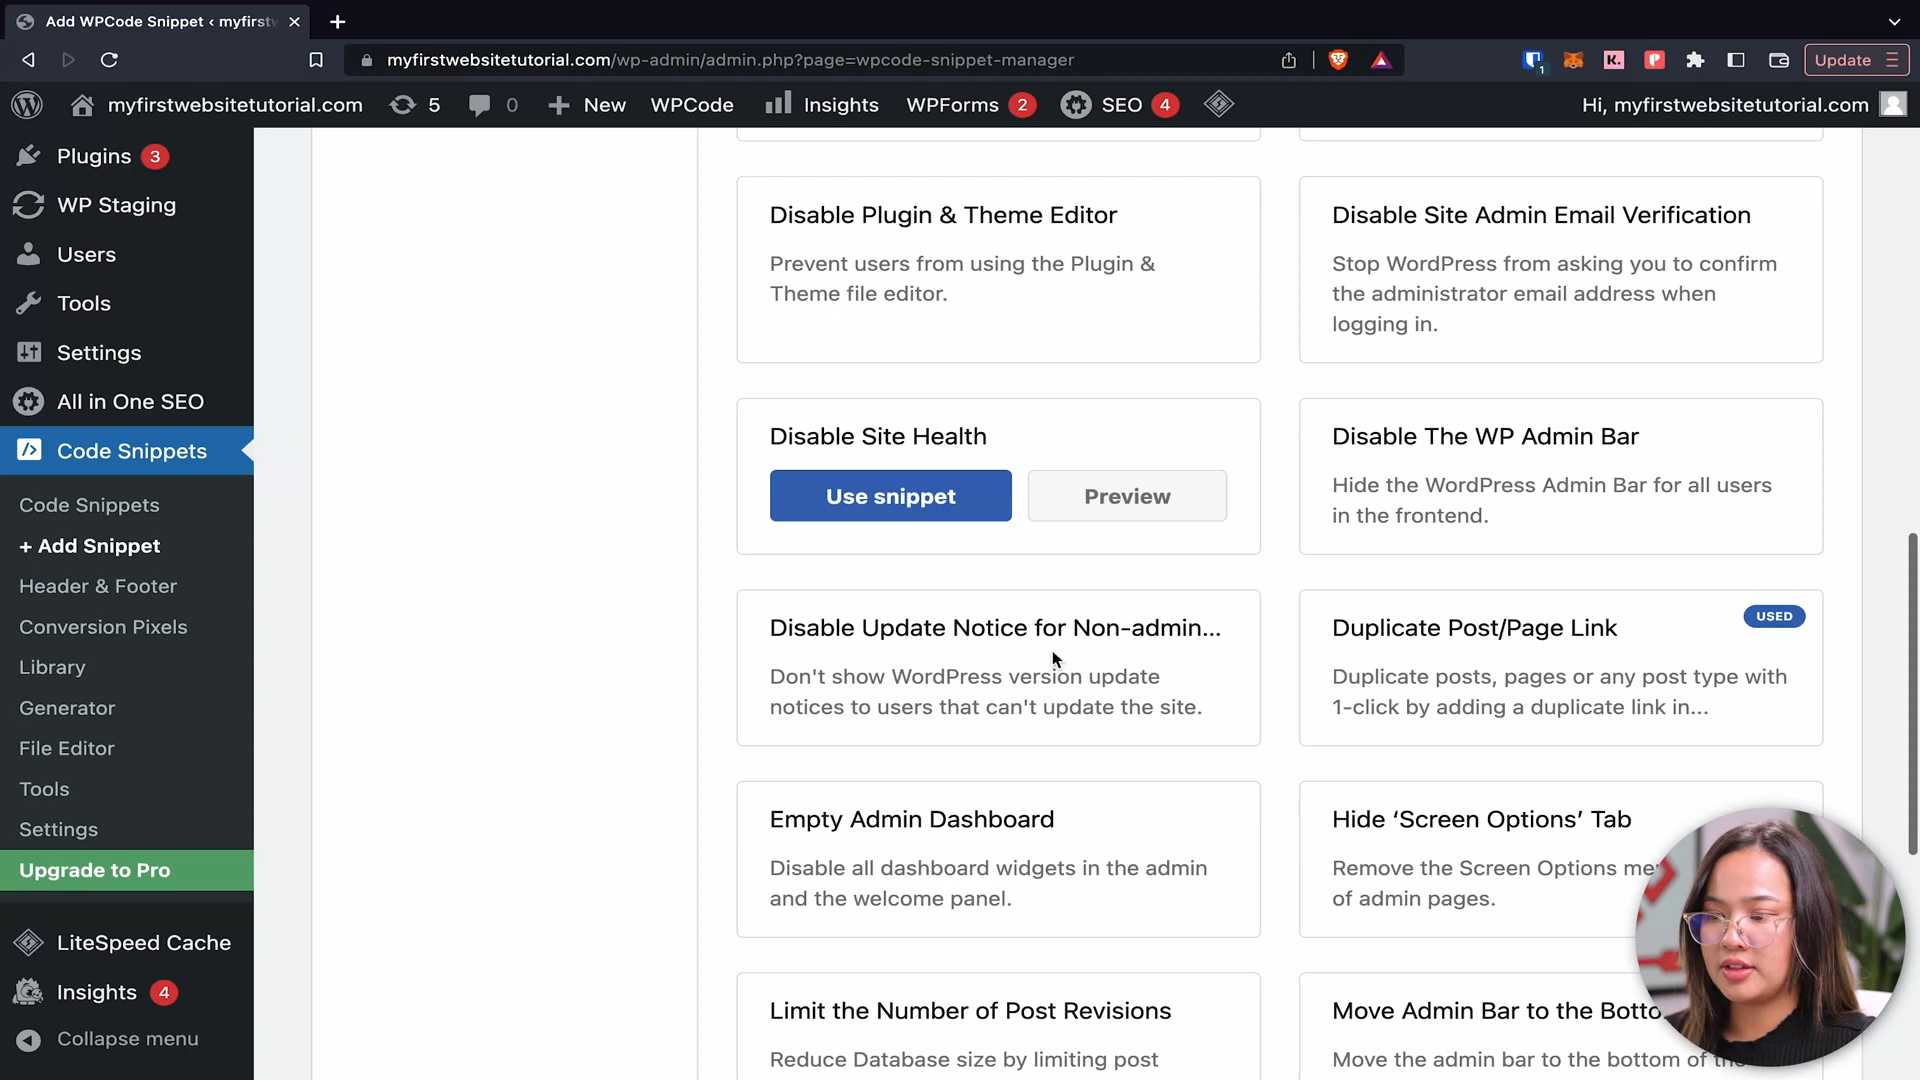 Add WPCode Snippet ‹ myfirstw
myfirstwebsitetutorial.com/wp-admin/admin.php?page=wpcode-snippet-manager
1
K.
Update
myfirstwebsitetutorial.com
5
0
New
WPCode
Insights
WPForms 2
SEO 4
Hi, myfirstwebsitetutorial.com
Plugins 3
WP Staging
Users
Tools
Settings
All in One SEO
Code Snippets
Code Snippets
+ Add Snippet
Header & Footer
Conversion Pixels
Library
Generator
File Editor
Tools
Settings
Upgrade to Pro
LiteSpeed Cache
Insights 4
Collapse menu
Disable Plugin & Theme Editor
Prevent users from using the Plugin &
Theme file editor.
Disable Site Admin Email Verification
Stop WordPress from asking you to confirm
the administrator email address when
logging in.
Disable Site Health
Use snippet
Preview
Disable The WP Admin Bar
Hide the WordPress Admin Bar for all users
in the frontend.
Disable Update Notice for Non-admin...
Don't show WordPress version update
notices to users that can't update the site.
USED
Duplicate Post/Page Link
Duplicate posts, pages or any post type with
1-click by adding a duplicate link in...
Empty Admin Dashboard
Disable all dashboard widgets in the admin
and the welcome panel.
Hide ‘Screen Options’ Tab
Remove the Screen Options me
of admin pages.
Limit the Number of Post Revisions
Reduce Database size by limiting post
Move Admin Bar to the Botto
Move the admin bar to the bottom of